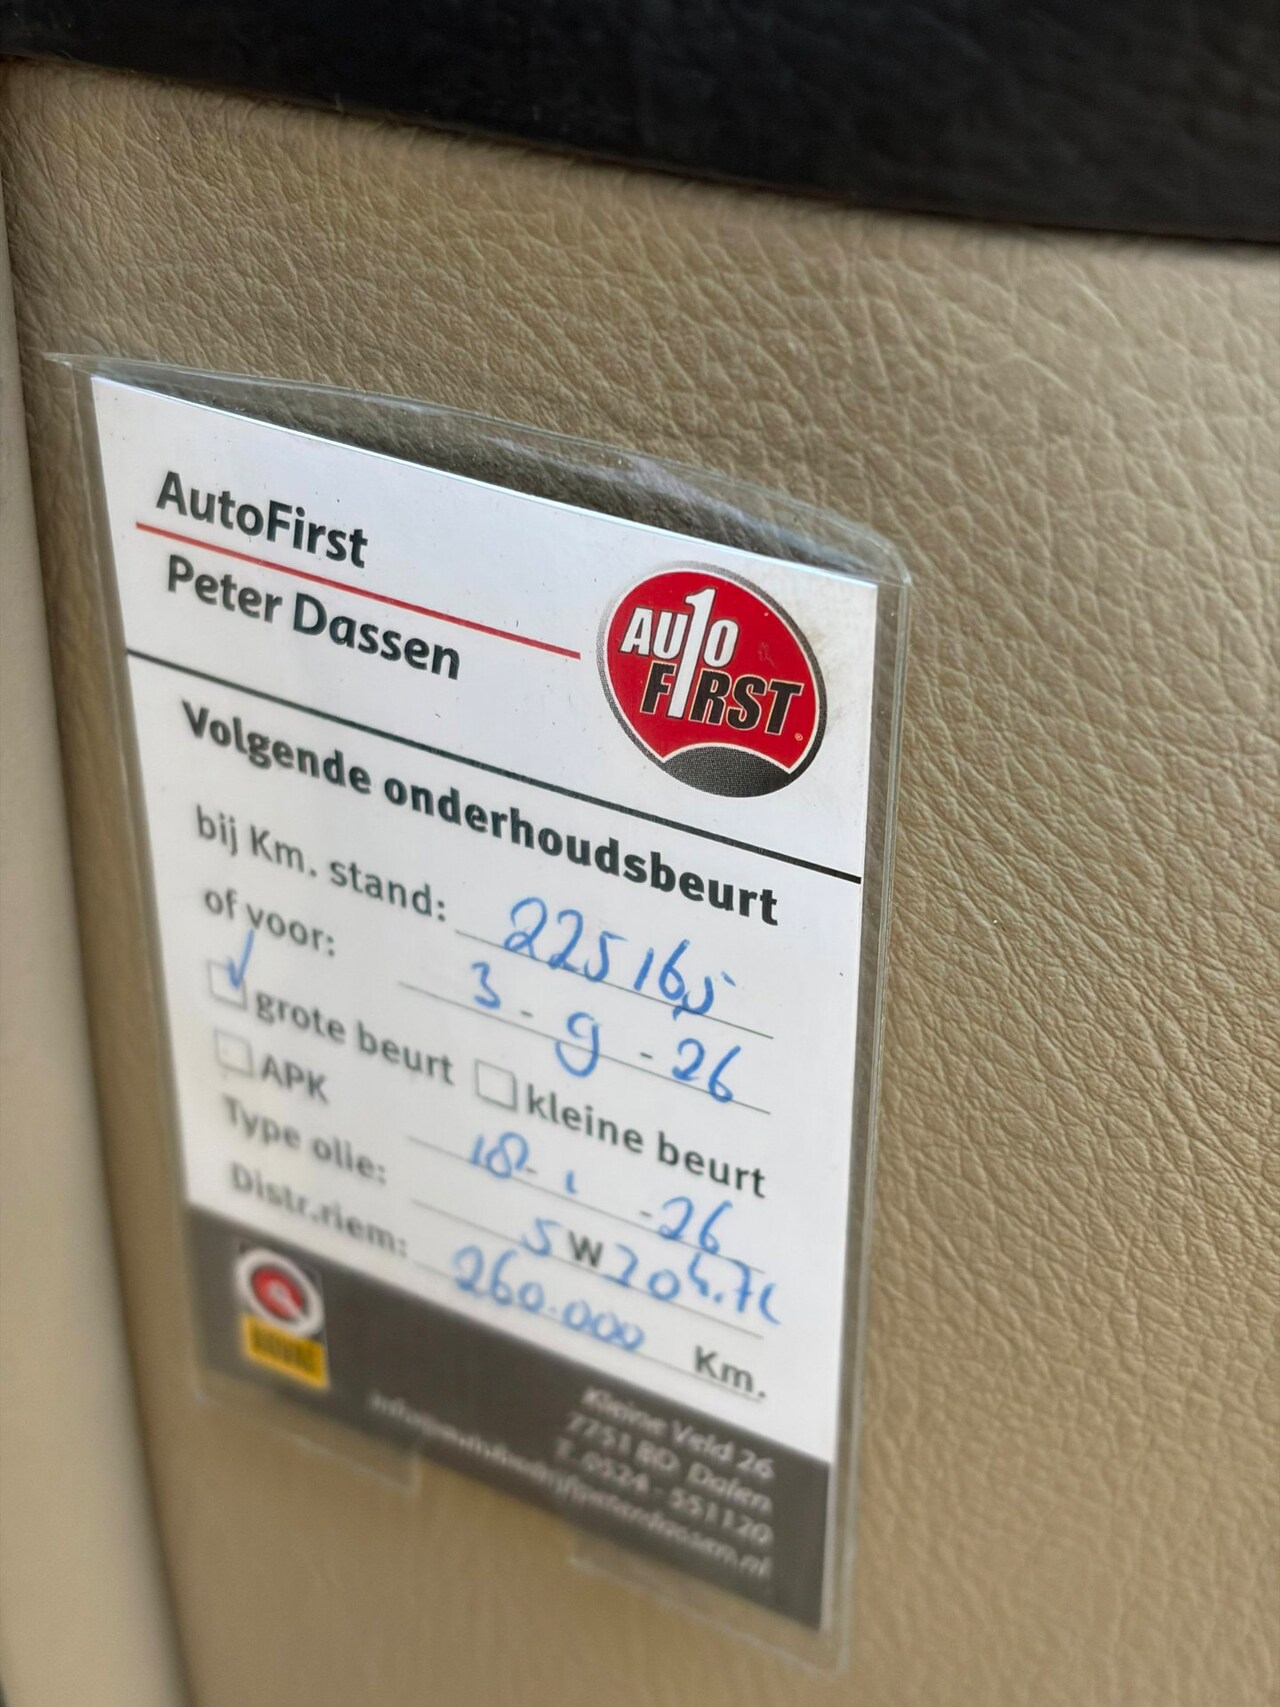 AutoFirst
Peter Dassen
AUTO
FIRST
Volgende onderhoudsbeurt
bij Km. stand: 225165
of voor: 3-9-26
grote beurt kleine beurt
APK 18-1-26
Type olie: 5W20
Distr.riem: 260.000 Km.
Kleine Veld 26
7751 BD Dalen
T. 0524 - 551120